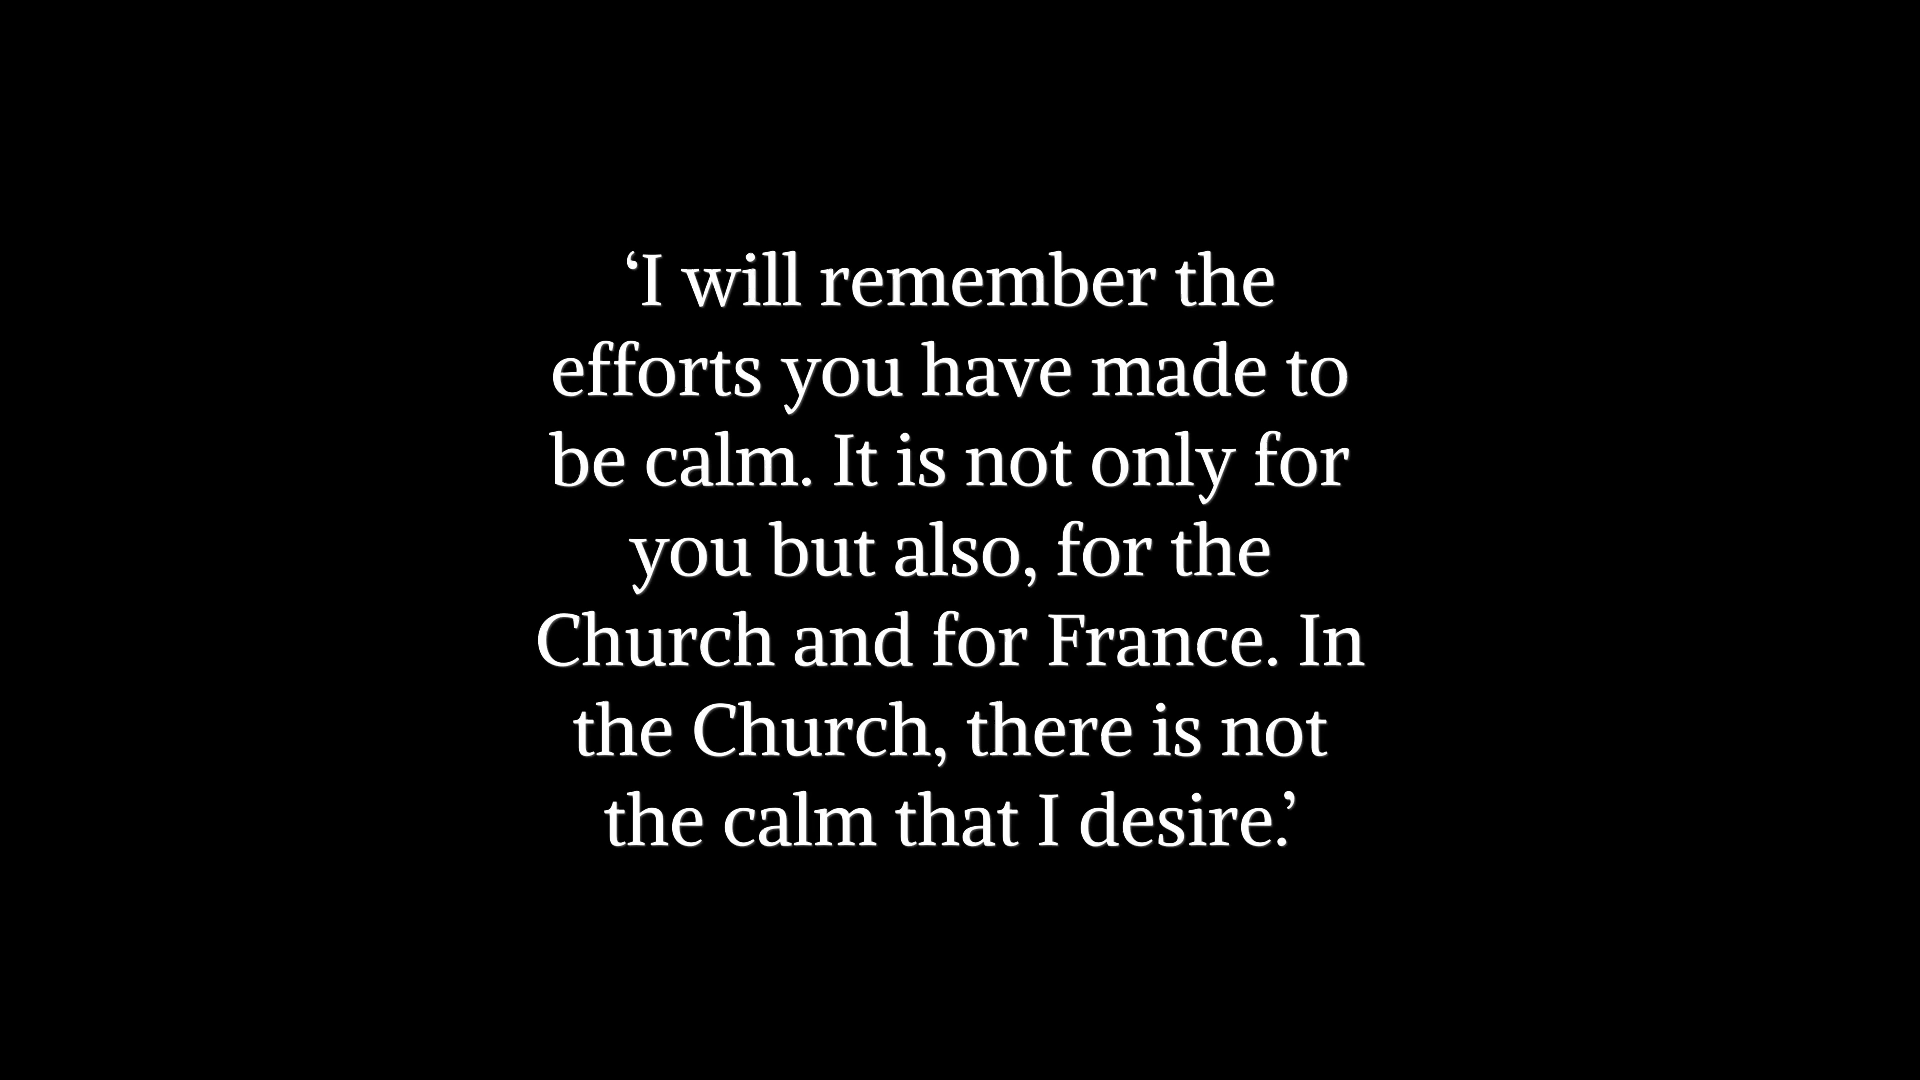 ‘I will remember the
efforts you have made to
be calm. It is not only for
you but also, for the
Church and for France. In
the Church, there is not
the calm that I desire.’